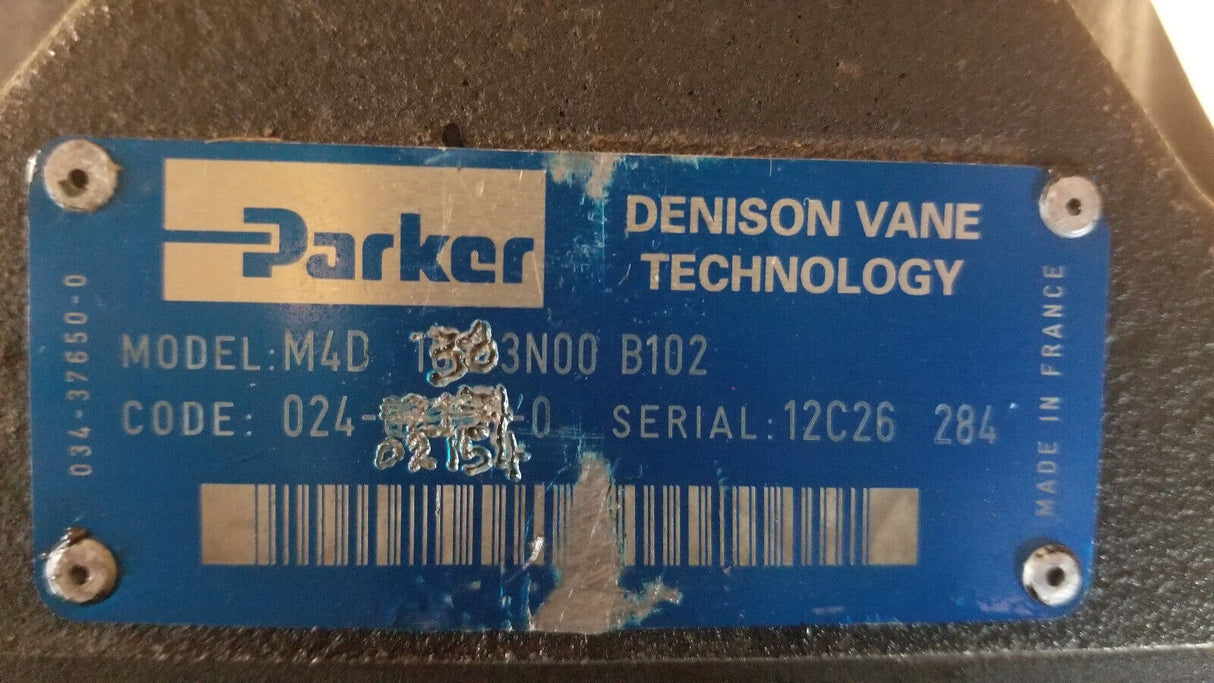 Parker
DENISON VANE
TECHNOLOGY
MODEL: M4D 3N00 B102
CODE: 024- -0 SERIAL: 12C26 284
034-37650-0
MADE IN FRANCE